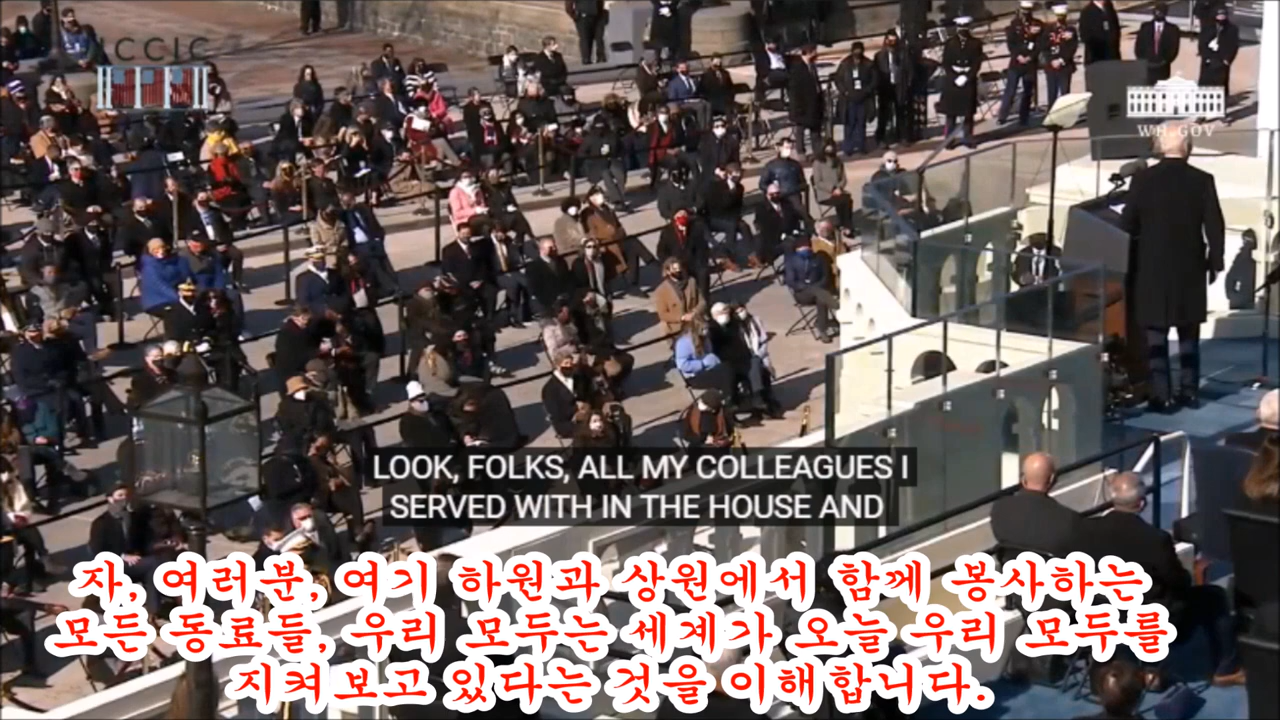 JCCIC
WH.GOV
LOOK, FOLKS, ALL MY COLLEAGUES I
SERVED WITH IN THE HOUSE AND
자, 여러분, 여기 하원과 상원에서 함께 봉사하는
모든 동료들, 우리 모두는 세계가 오늘 우리 모두를
지켜보고 있다는 것을 이해합니다.